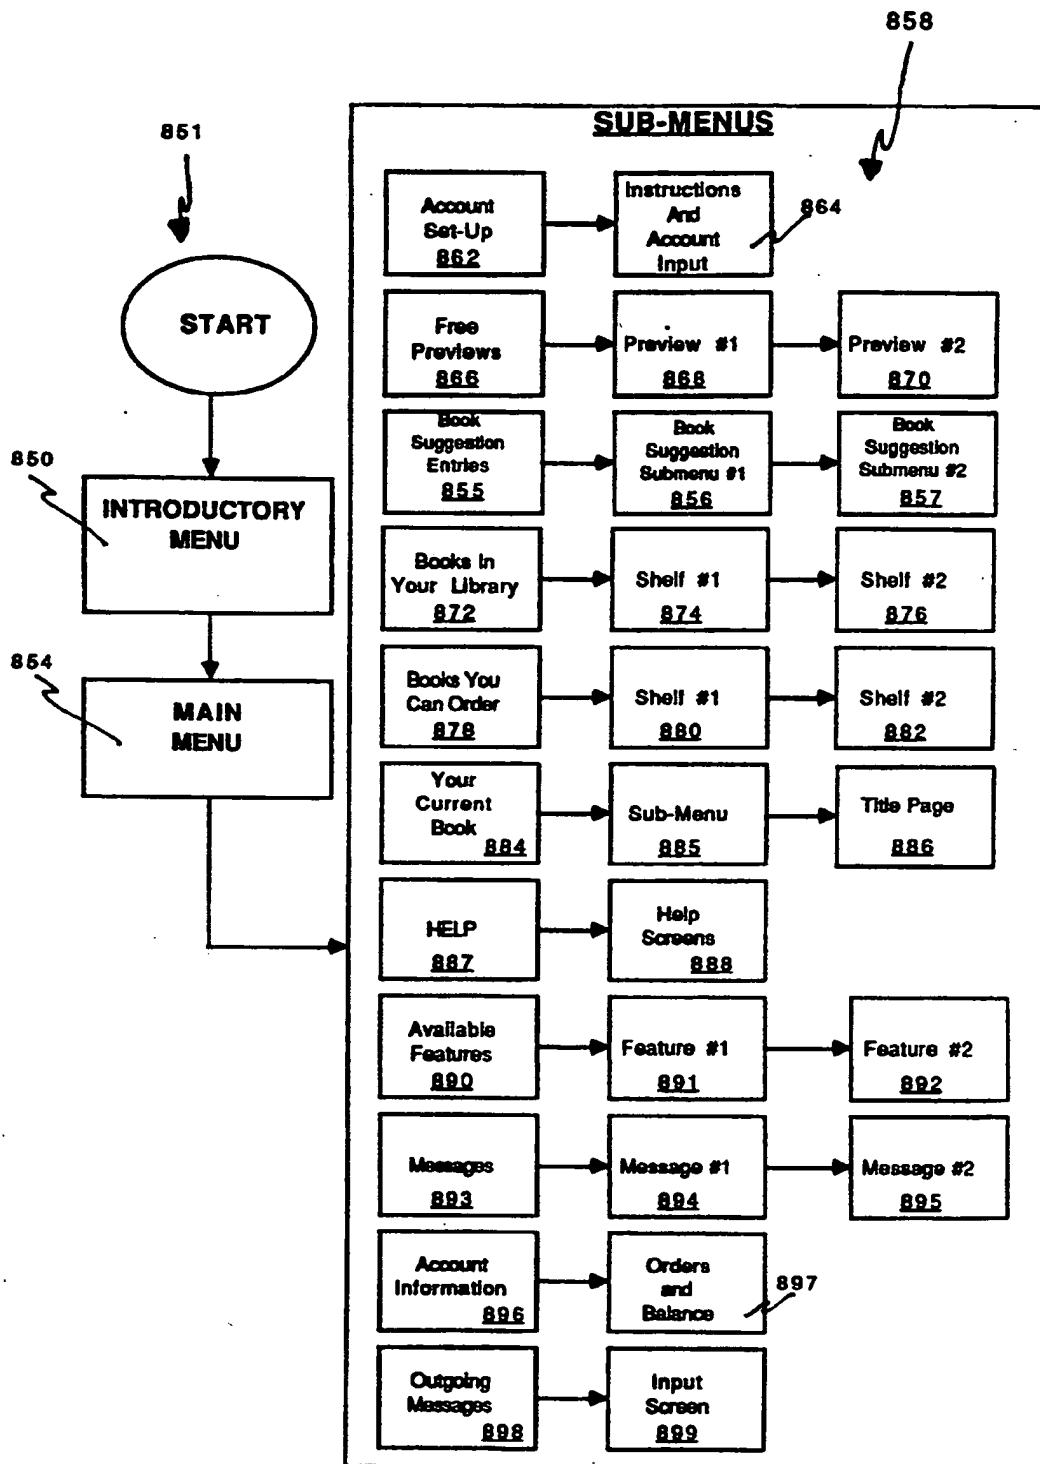 858
851
SUB-MENUS
START
850
INTRODUCTORY
MENU
854
MAIN
MENU
Account
Set-Up
862
Instructions
And
Account
Input
864
Free
Previews
866
Preview #1
868
Preview #2
870
Book
Suggestion
Entries
855
Book
Suggestion
Submenu #1
856
Book
Suggestion
Submenu #2
857
Books In
Your Library
872
Shelf #1
874
Shelf #2
876
Books You
Can Order
878
Shelf #1
880
Shelf #2
882
Your
Current
Book
884
Sub-Menu
885
Title Page
886
HELP
887
Help
Screens
888
Available
Features
890
Feature #1
891
Feature #2
892
Messages
893
Message #1
894
Message #2
895
Account
Information
896
Orders
and
Balance
897
Outgoing
Messages
898
Input
Screen
899